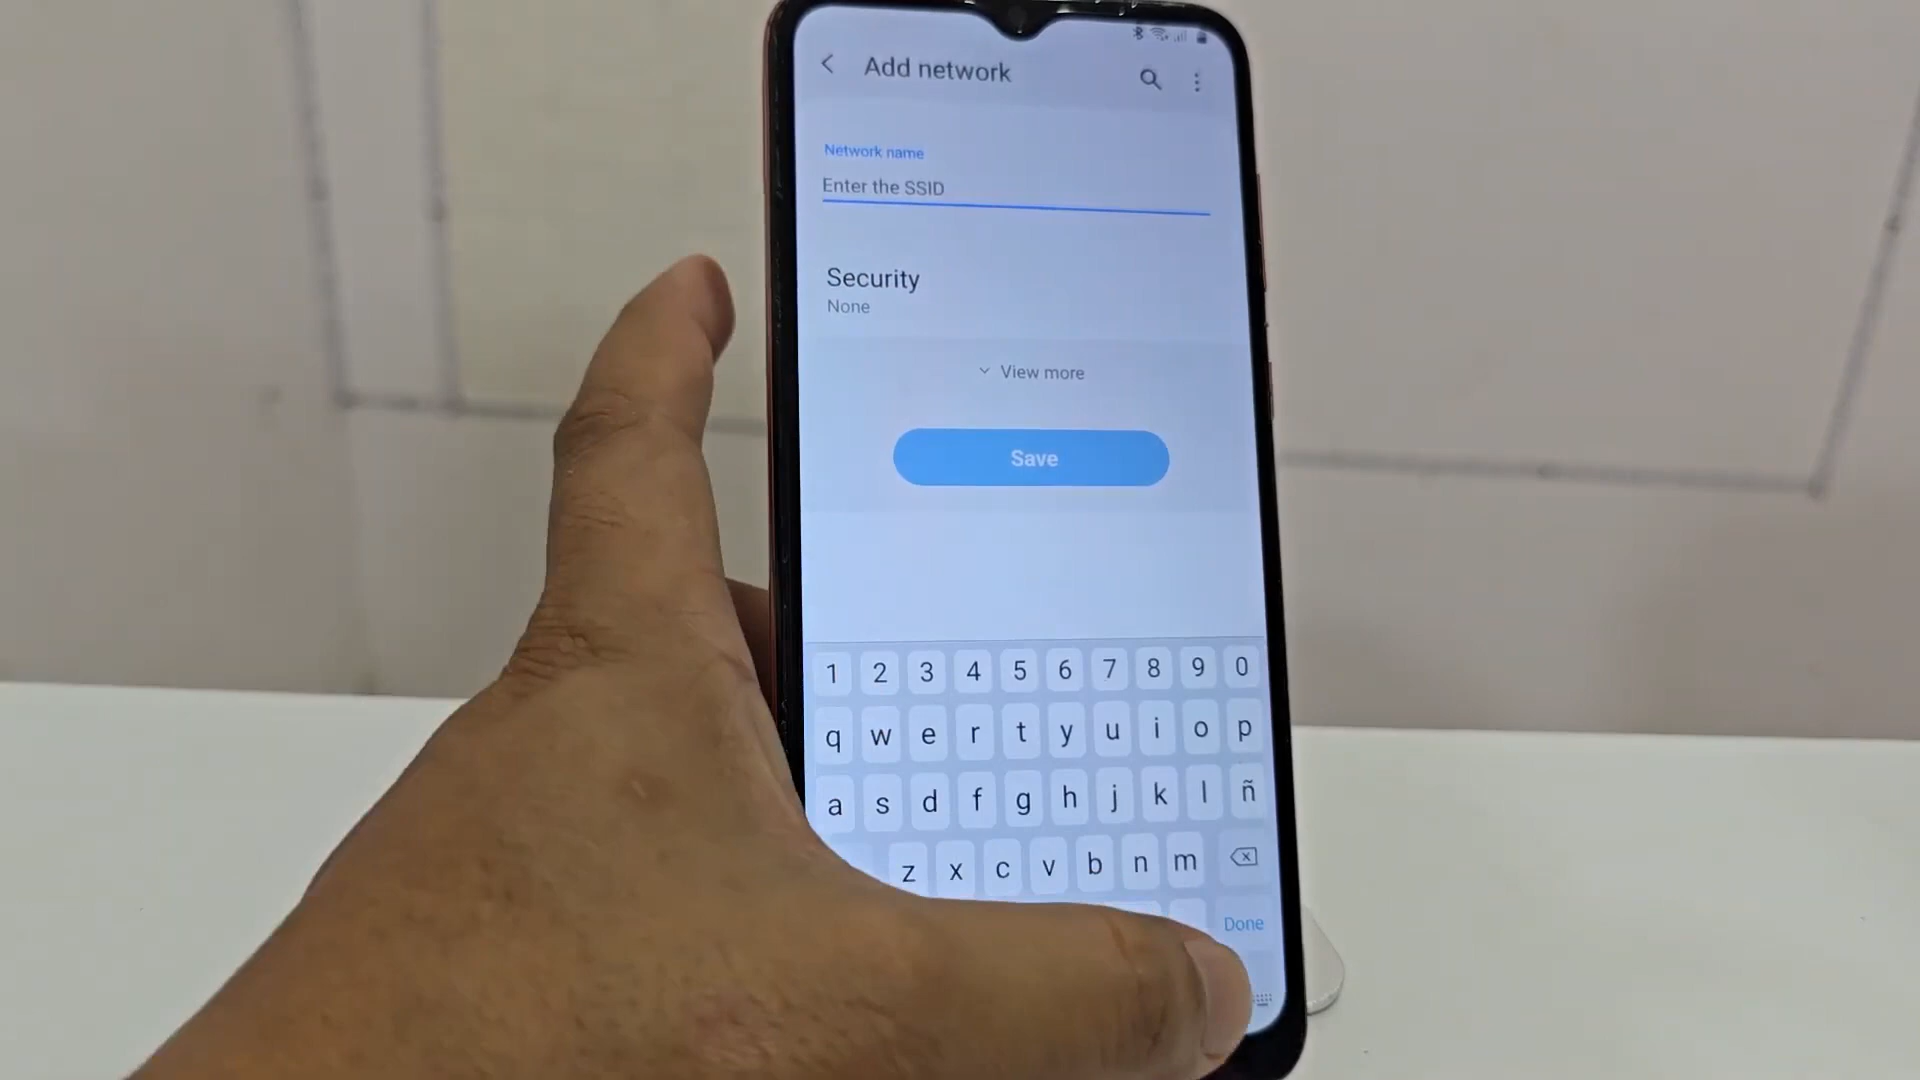 Add network
Network name
Enter the SSID
Security
None
View more
Save
1 2 3 4 5 6 7 8 9 0
q w e r t y u i o p
a s d f g h j k l ñ
z x c v b n m
Done